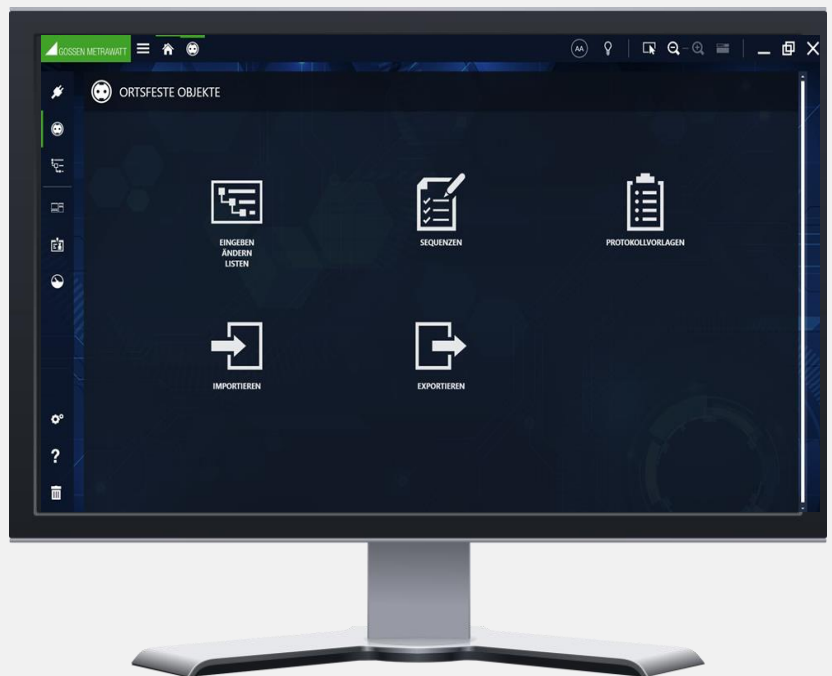 GOSSEN METRAWATT
AA
ORTSFESTE OBJEKTE
EINGEBEN
ÄNDERN
LISTEN
SEQUENZEN
PROTOKOLLVORLAGEN
IMPORTIEREN
EXPORTIEREN
?